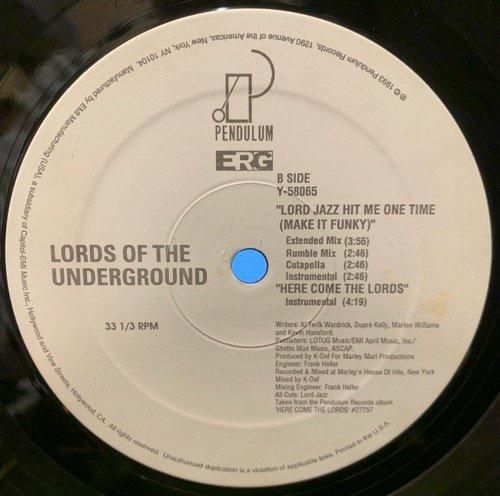 ℗ © 1993 Pendulum Records, 1290 Avenue of the Americas, New York, NY 10104. Manufactured by EMI Manufacturing (USA), a subsidiary of Capitol-EMI Music Inc., Hollywood and Vine Streets, Hollywood, CA. All rights reserved. Unauthorized duplication is a violation of applicable laws. Printed in the U.S.A.
PENDULUM
ERG
B SIDE
Y-58065
"LORD JAZZ HIT ME ONE TIME
(MAKE IT FUNKY)"
Extended Mix (3:56)
Rumble Mix (2:46)
Cutapella (2:46)
Instrumental (2:46)
"HERE COME THE LORDS"
Instrumental (4:19)
LORDS OF THE
UNDERGROUND
33 1/3 RPM
Writers: Al'Terik Wardrick, Dupré Kelly, Marlon Williams
and Kevin Hansford.
Publishers: LOTUG Music/EMI April Music, Inc./
Ghetto Man Music, ASCAP.
Produced by K-Def For Marley Marl Productions
Engineer: Frank Heller
Recorded & Mixed at Marley's House Of Hits, New York
Mixed by K-Def
Mixing Engineer: Frank Heller
All Cuts: Lord Jazz
Taken from the Pendulum Records album
'HERE COME THE LORDS' #27757